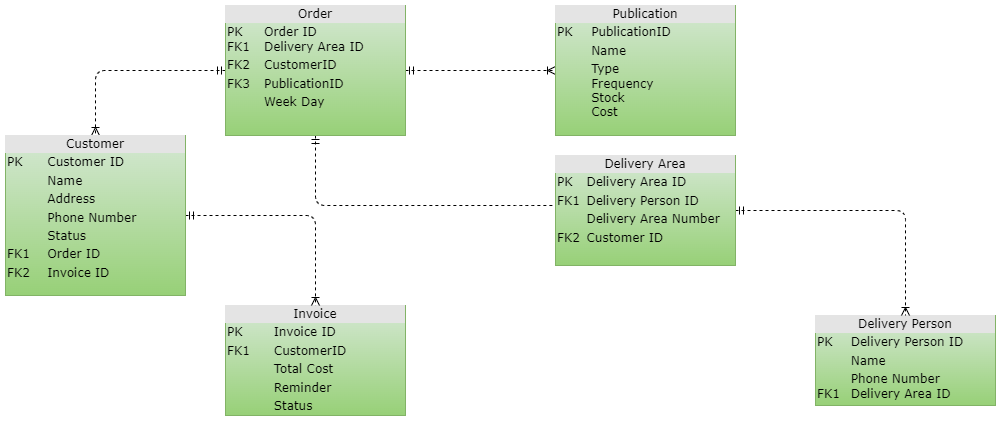 Order
PK Order ID
FK1 Delivery Area ID
FK2 CustomerID
FK3 PublicationID
Week Day
Publication
PK PublicationID
Name
Type
Frequency
Stock
Cost
Customer
PK Customer ID
Name
Address
Phone Number
Status
FK1 Order ID
FK2 Invoice ID
Delivery Area
PK Delivery Area ID
FK1 Delivery Person ID
Delivery Area Number
FK2 Customer ID
Invoice
PK Invoice ID
FK1 CustomerID
Total Cost
Reminder
Status
Delivery Person
PK Delivery Person ID
Name
Phone Number
FK1 Delivery Area ID